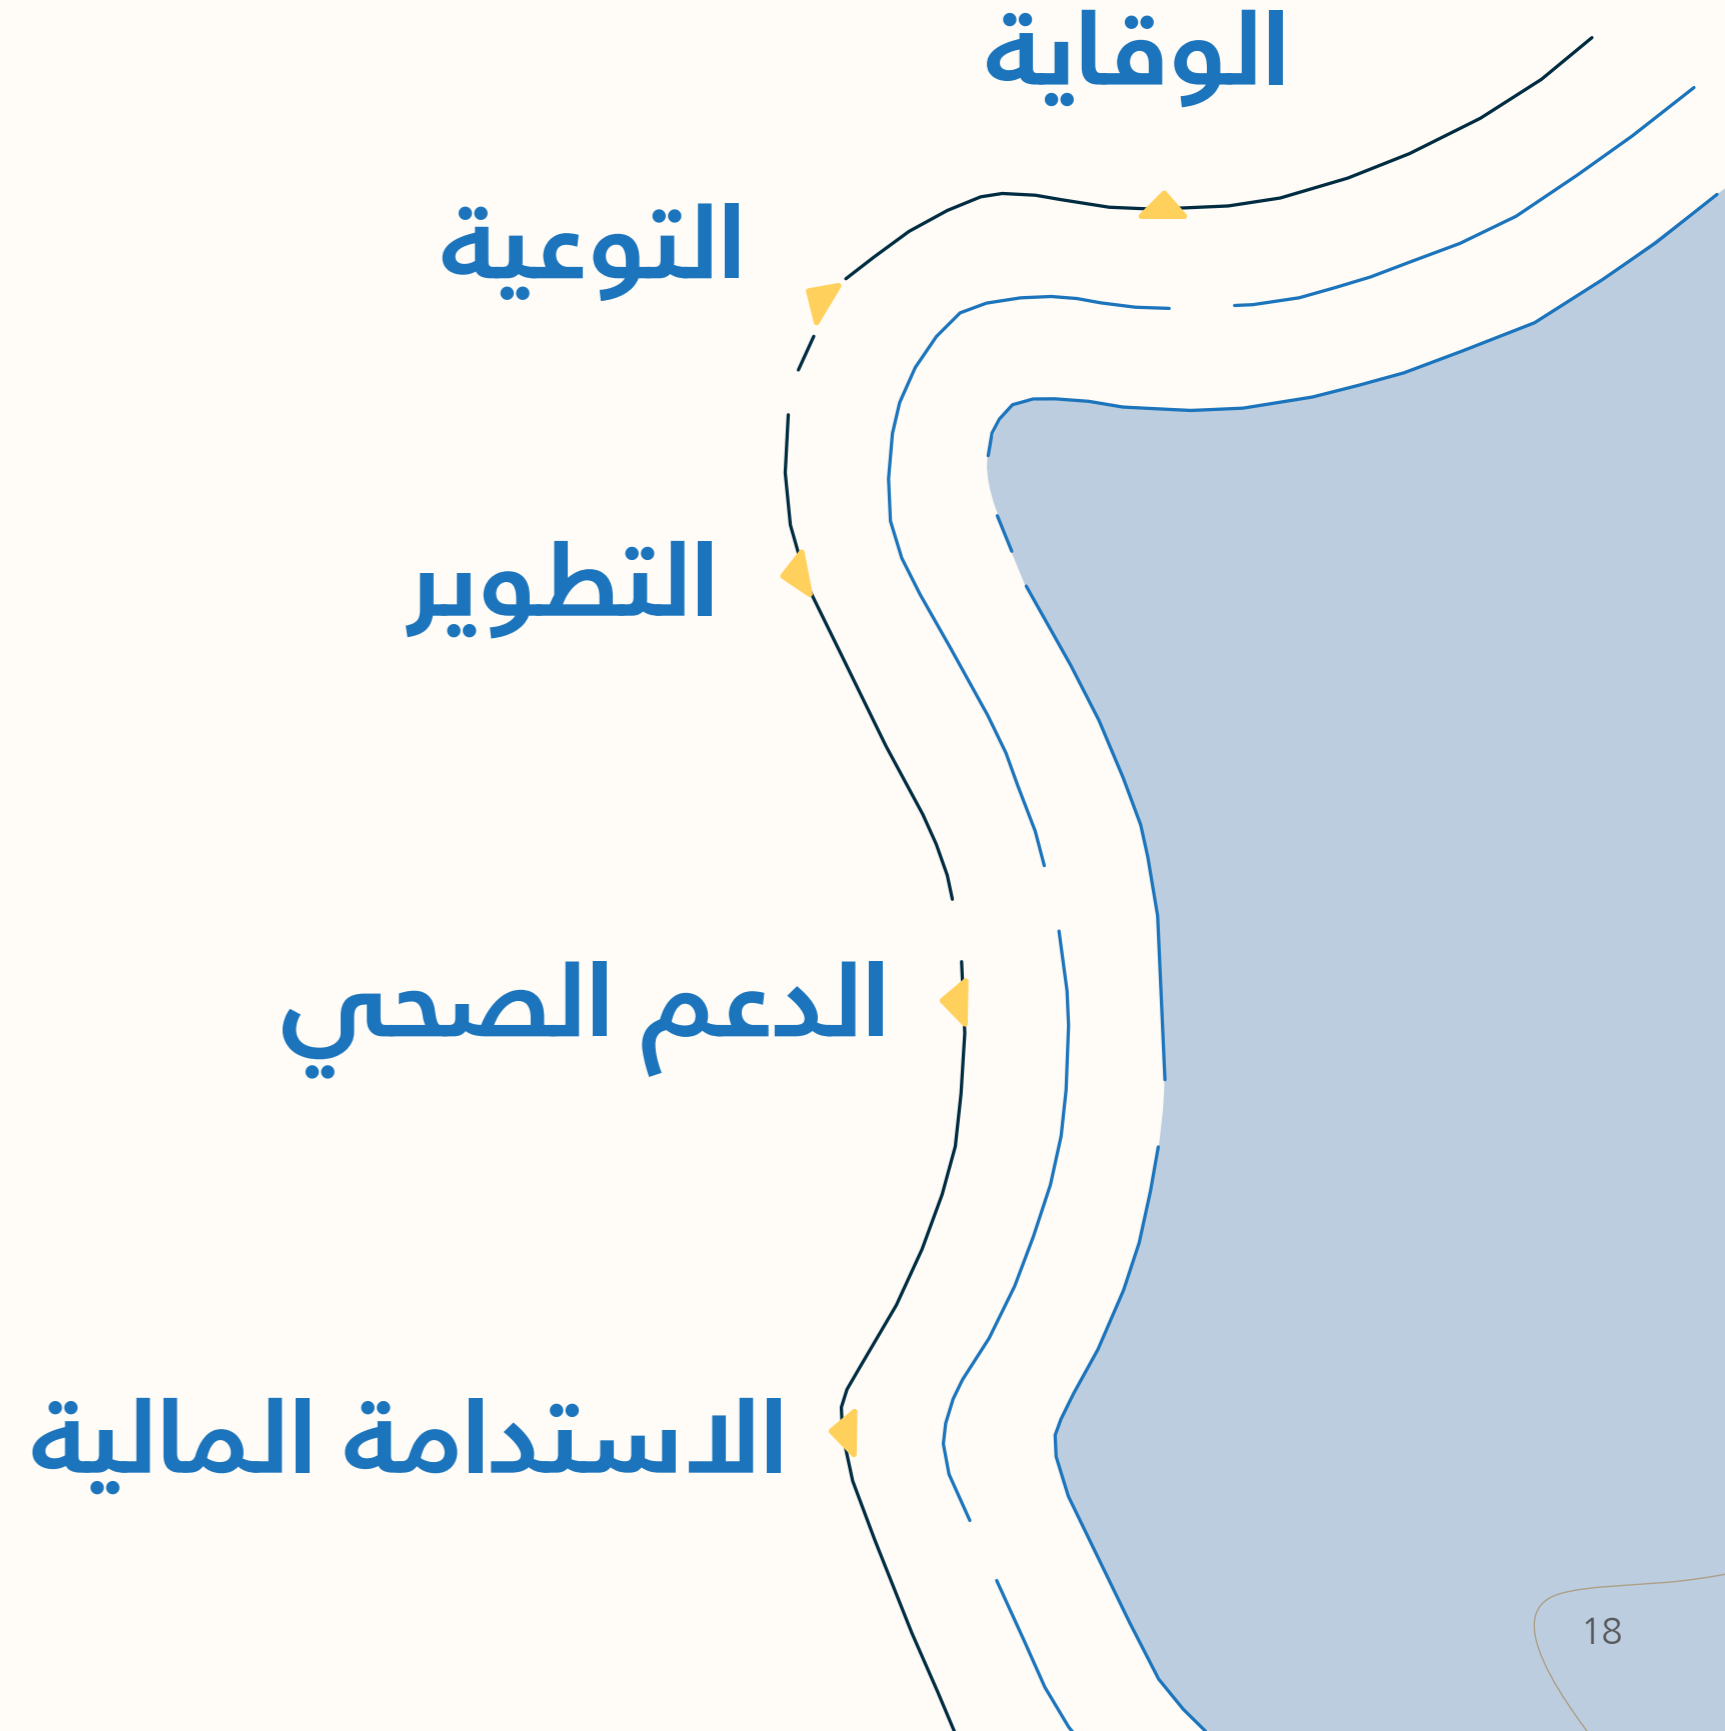 الوقاية
التوعية
التطوير
الدعم الصحي
الاستدامة المالية
18